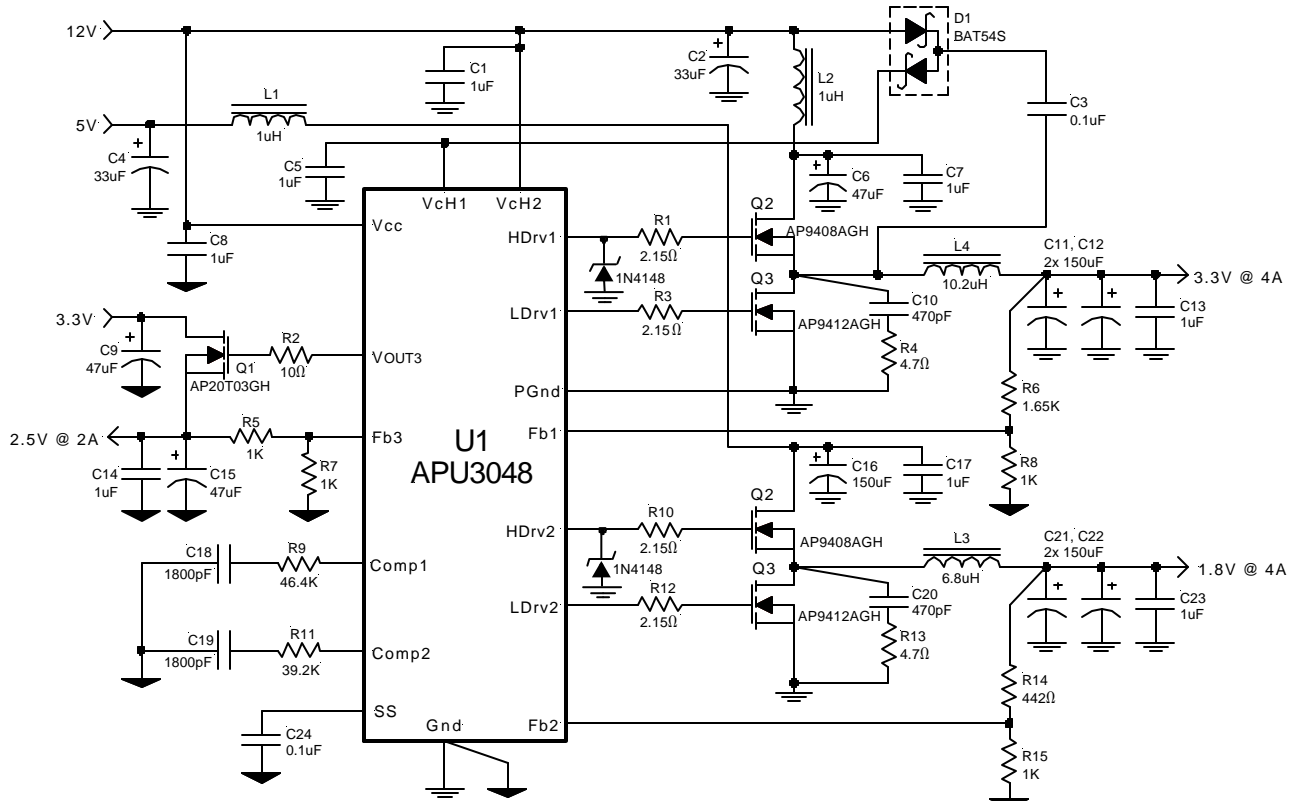 12V
D1
BAT54S
C1
1uF
C2
33uF
L2
1uH
C3
0.1uF
5V
L1
1uH
C4
33uF
C5
1uF
C6
47uF
C7
1uF
VcH1
VcH2
Vcc
C8
1uF
HDrv1
R1
2.15Ω
Q2
AP9408AGH
1N4148
L4
10.2uH
C11, C12
2x 150uF
3.3V @ 4A
C13
1uF
3.3V
C9
47uF
Q1
AP20T03GH
R2
10Ω
VOUT3
LDrv1
R3
2.15Ω
Q3
AP9412AGH
C10
470pF
R4
4.7Ω
PGnd
R6
1.65K
2.5V @ 2A
R5
1K
Fb3
U1
APU3048
Fb1
R7
1K
C14
1uF
C15
47uF
C16
150uF
C17
1uF
R8
1K
HDrv2
R10
2.15Ω
Q2
AP9408AGH
1N4148
L3
6.8uH
C21, C22
2x 150uF
1.8V @ 4A
C23
1uF
C18
1800pF
R9
46.4K
Comp1
LDrv2
R12
2.15Ω
Q3
AP9412AGH
C20
470pF
R13
4.7Ω
C19
1800pF
R11
39.2K
Comp2
R14
442Ω
SS
C24
0.1uF
Gnd
Fb2
R15
1K